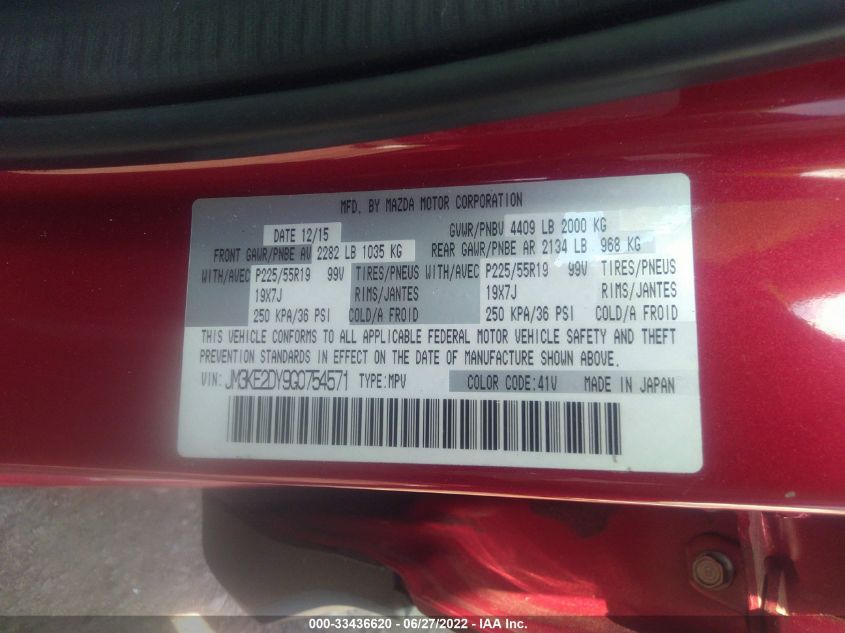 MFD. BY MAZDA MOTOR CORPORATION
DATE 12/15 GVWR/PNBV 4409 LB 2000 KG
FRONT GAWR/PNBE AV 2282 LB 1035 KG REAR GAWR/PNBE AR 2134 LB 968 KG
WITH/AVEC P225/55R19 99V TIRES/PNEUS WITH/AVEC P225/55R19 99V TIRES/PNEUS
19X7J RIMS/JANTES 19X7J RIMS/JANTES
250 KPA/36 PSI COLD/A FROID 250 KPA/36 PSI COLD/A FROID
THIS VEHICLE CONFORMS TO ALL APPLICABLE FEDERAL MOTOR VEHICLE SAFETY AND THEFT
PREVENTION STANDARDS IN EFFECT ON THE DATE OF MANUFACTURE SHOWN ABOVE.
VIN: JM3KE2DY9G0754571 TYPE:MPV COLOR CODE:41V MADE IN JAPAN
000-33436620 - 06/27/2022 - IAA Inc.